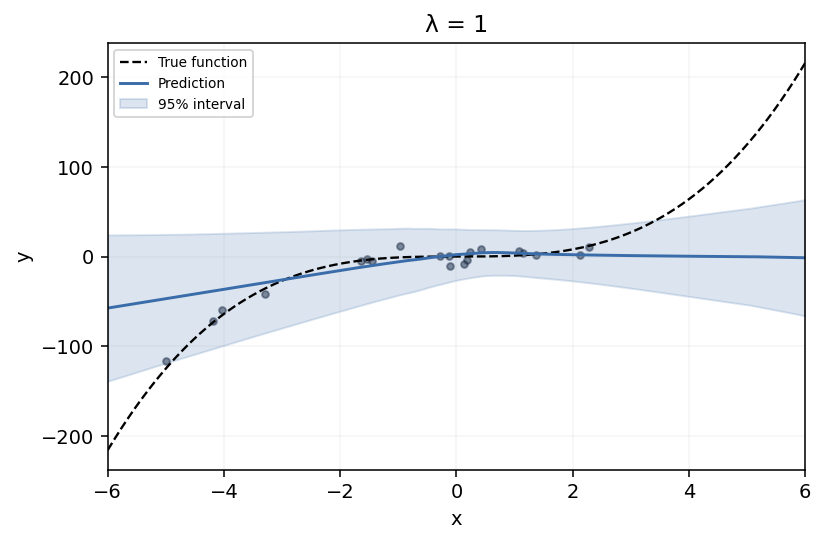 λ = 1
True function
Prediction
95% interval
200
100
0
−100
−200
y
−6
−4
−2
0
2
4
6
x